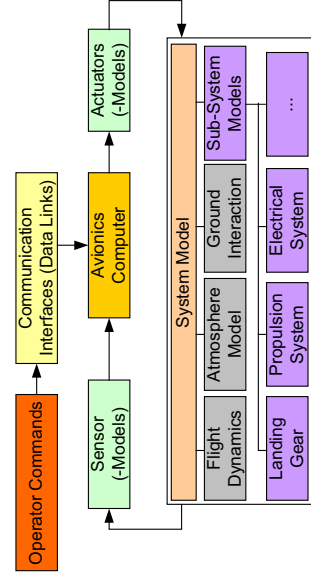 Operator Commands
Communication
Interfaces (Data Links)
Sensor
(-Models)
Avionics
Computer
Actuators
(-Models)
System Model
Flight
Dynamics
Atmosphere
Model
Ground
Interaction
Sub-System
Models
Landing
Gear
Propulsion
System
Electrical
System
...